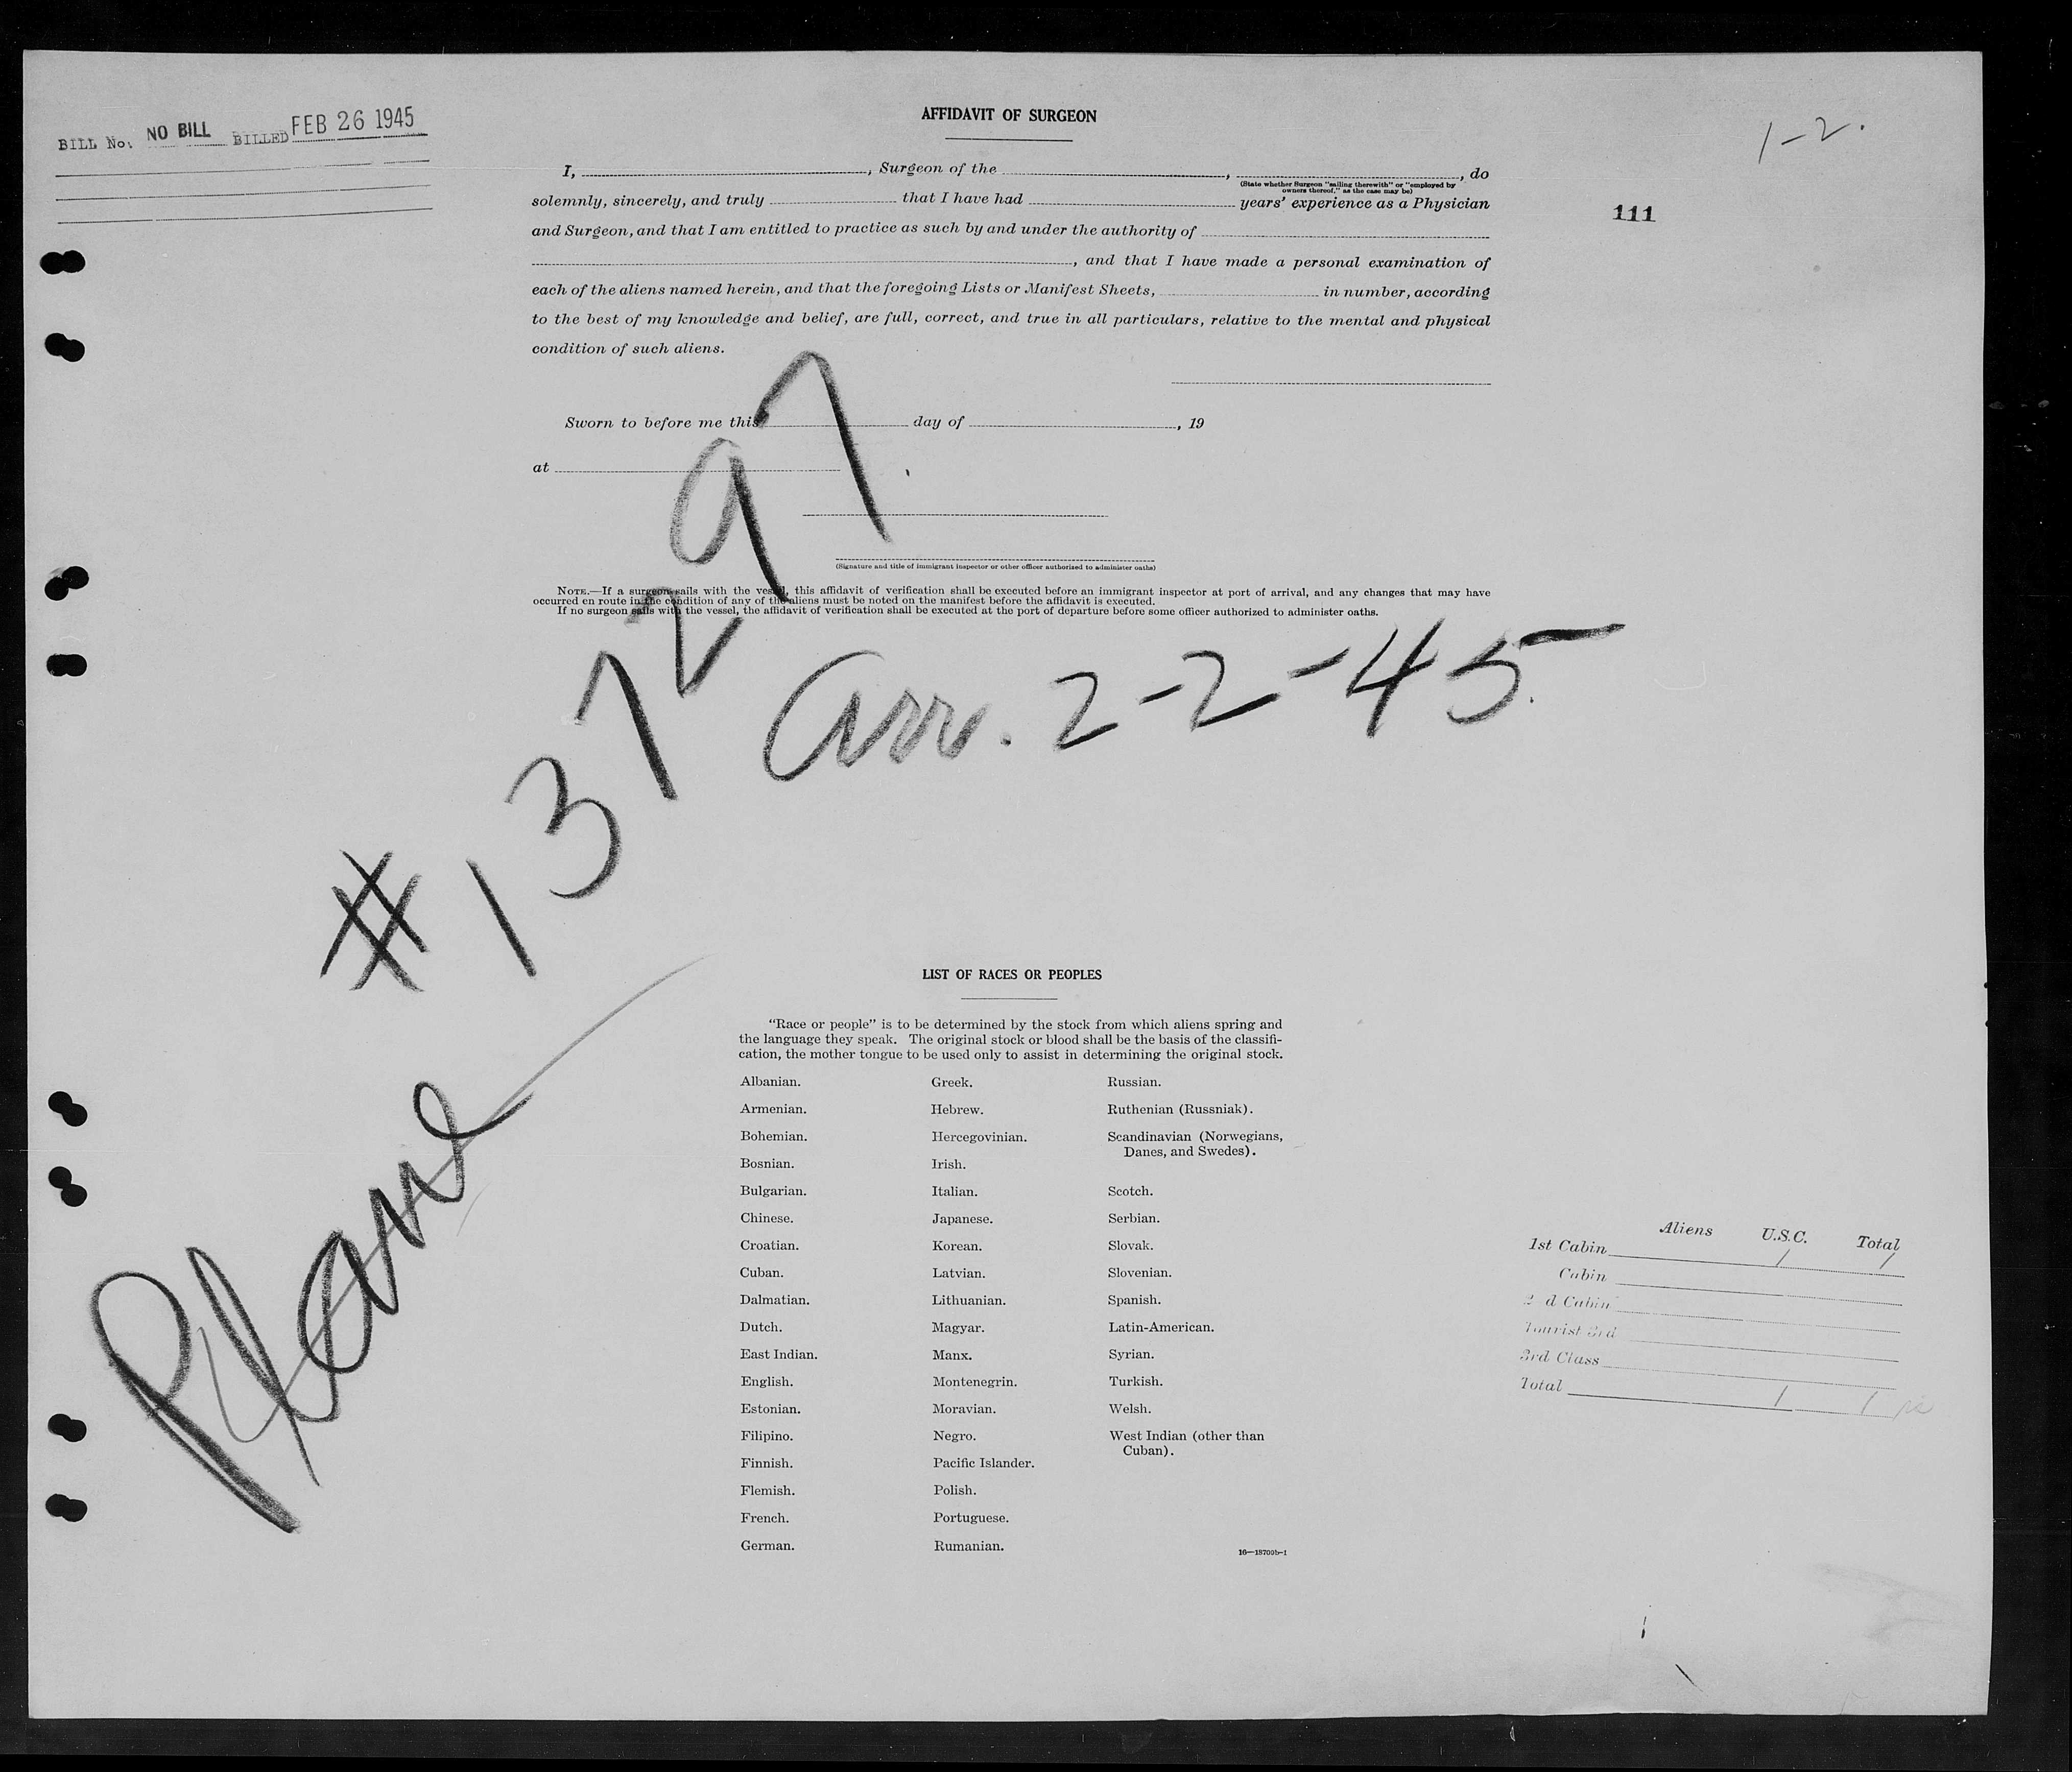 BILL No. NO BILL BILLED FEB 26 1945
AFFIDAVIT OF SURGEON
1-2.
111
I, , Surgeon of the , , do
(State whether Surgeon "sailing therewith" or "employed by
owners thereof," as the case may be)
solemnly, sincerely, and truly that I have had years' experience as a Physician
and Surgeon, and that I am entitled to practice as such by and under the authority of
, and that I have made a personal examination of
each of the aliens named herein, and that the foregoing Lists or Manifest Sheets, in number, according
to the best of my knowledge and belief, are full, correct, and true in all particulars, relative to the mental and physical
condition of such aliens.
Sworn to before me this day of , 19
at
(Signature and title of immigrant inspector or other officer authorized to administer oaths)
NOTE.—If a surgeon sails with the vessel, this affidavit of verification shall be executed before an immigrant inspector at port of arrival, and any changes that may have
occurred en route in the condition of any of the aliens must be noted on the manifest before the affidavit is executed.
If no surgeon sails with the vessel, the affidavit of verification shall be executed at the port of departure before some officer authorized to administer oaths.
Plane #137297
arr. 2-2-45
LIST OF RACES OR PEOPLES
"Race or people" is to be determined by the stock from which aliens spring and
the language they speak. The original stock or blood shall be the basis of the classifi-
cation, the mother tongue to be used only to assist in determining the original stock.
Albanian.
Armenian.
Bohemian.
Bosnian.
Bulgarian.
Chinese.
Croatian.
Cuban.
Dalmatian.
Dutch.
East Indian.
English.
Estonian.
Filipino.
Finnish.
Flemish.
French.
German.
Greek.
Hebrew.
Hercegovinian.
Irish.
Italian.
Japanese.
Korean.
Latvian.
Lithuanian.
Magyar.
Manx.
Montenegrin.
Moravian.
Negro.
Pacific Islander.
Polish.
Portuguese.
Rumanian.
Russian.
Ruthenian (Russniak).
Scandinavian (Norwegians,
Danes, and Swedes).
Scotch.
Serbian.
Slovak.
Slovenian.
Spanish.
Latin-American.
Syrian.
Turkish.
Welsh.
West Indian (other than
Cuban).
16—18700b-1
Aliens U.S.C. Total
1st Cabin 1 1
Cabin
2nd Cabin
Tourist 3rd
3rd Class
Total 1 1